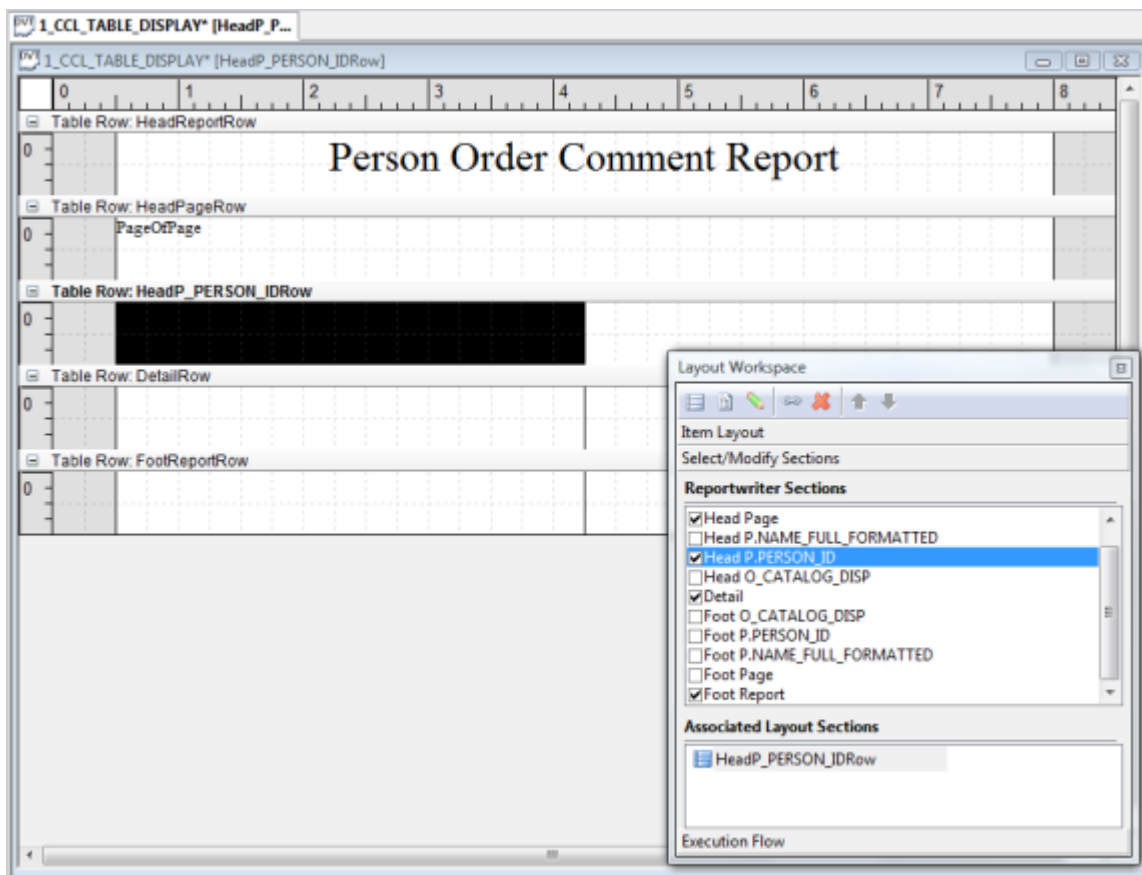 1_CCL_TABLE_DISPLAY* [HeadP_P...
1_CCL_TABLE_DISPLAY* [HeadP_PERSON_IDRow]
0 1 2 3 4 5 6 7 8
Table Row: HeadReportRow
0
Person Order Comment Report
Table Row: HeadPageRow
0
PageOfPage
Table Row: HeadP_PERSON_IDRow
0
Table Row: DetailRow
0
Table Row: FootReportRow
0
Layout Workspace
Item Layout
Select/Modify Sections
Reportwriter Sections
Head Page
Head P.NAME_FULL_FORMATTED
Head P.PERSON_ID
Head O_CATALOG_DISP
Detail
Foot O_CATALOG_DISP
Foot P.PERSON_ID
Foot P.NAME_FULL_FORMATTED
Foot Page
Foot Report
Associated Layout Sections
HeadP_PERSON_IDRow
Execution Flow